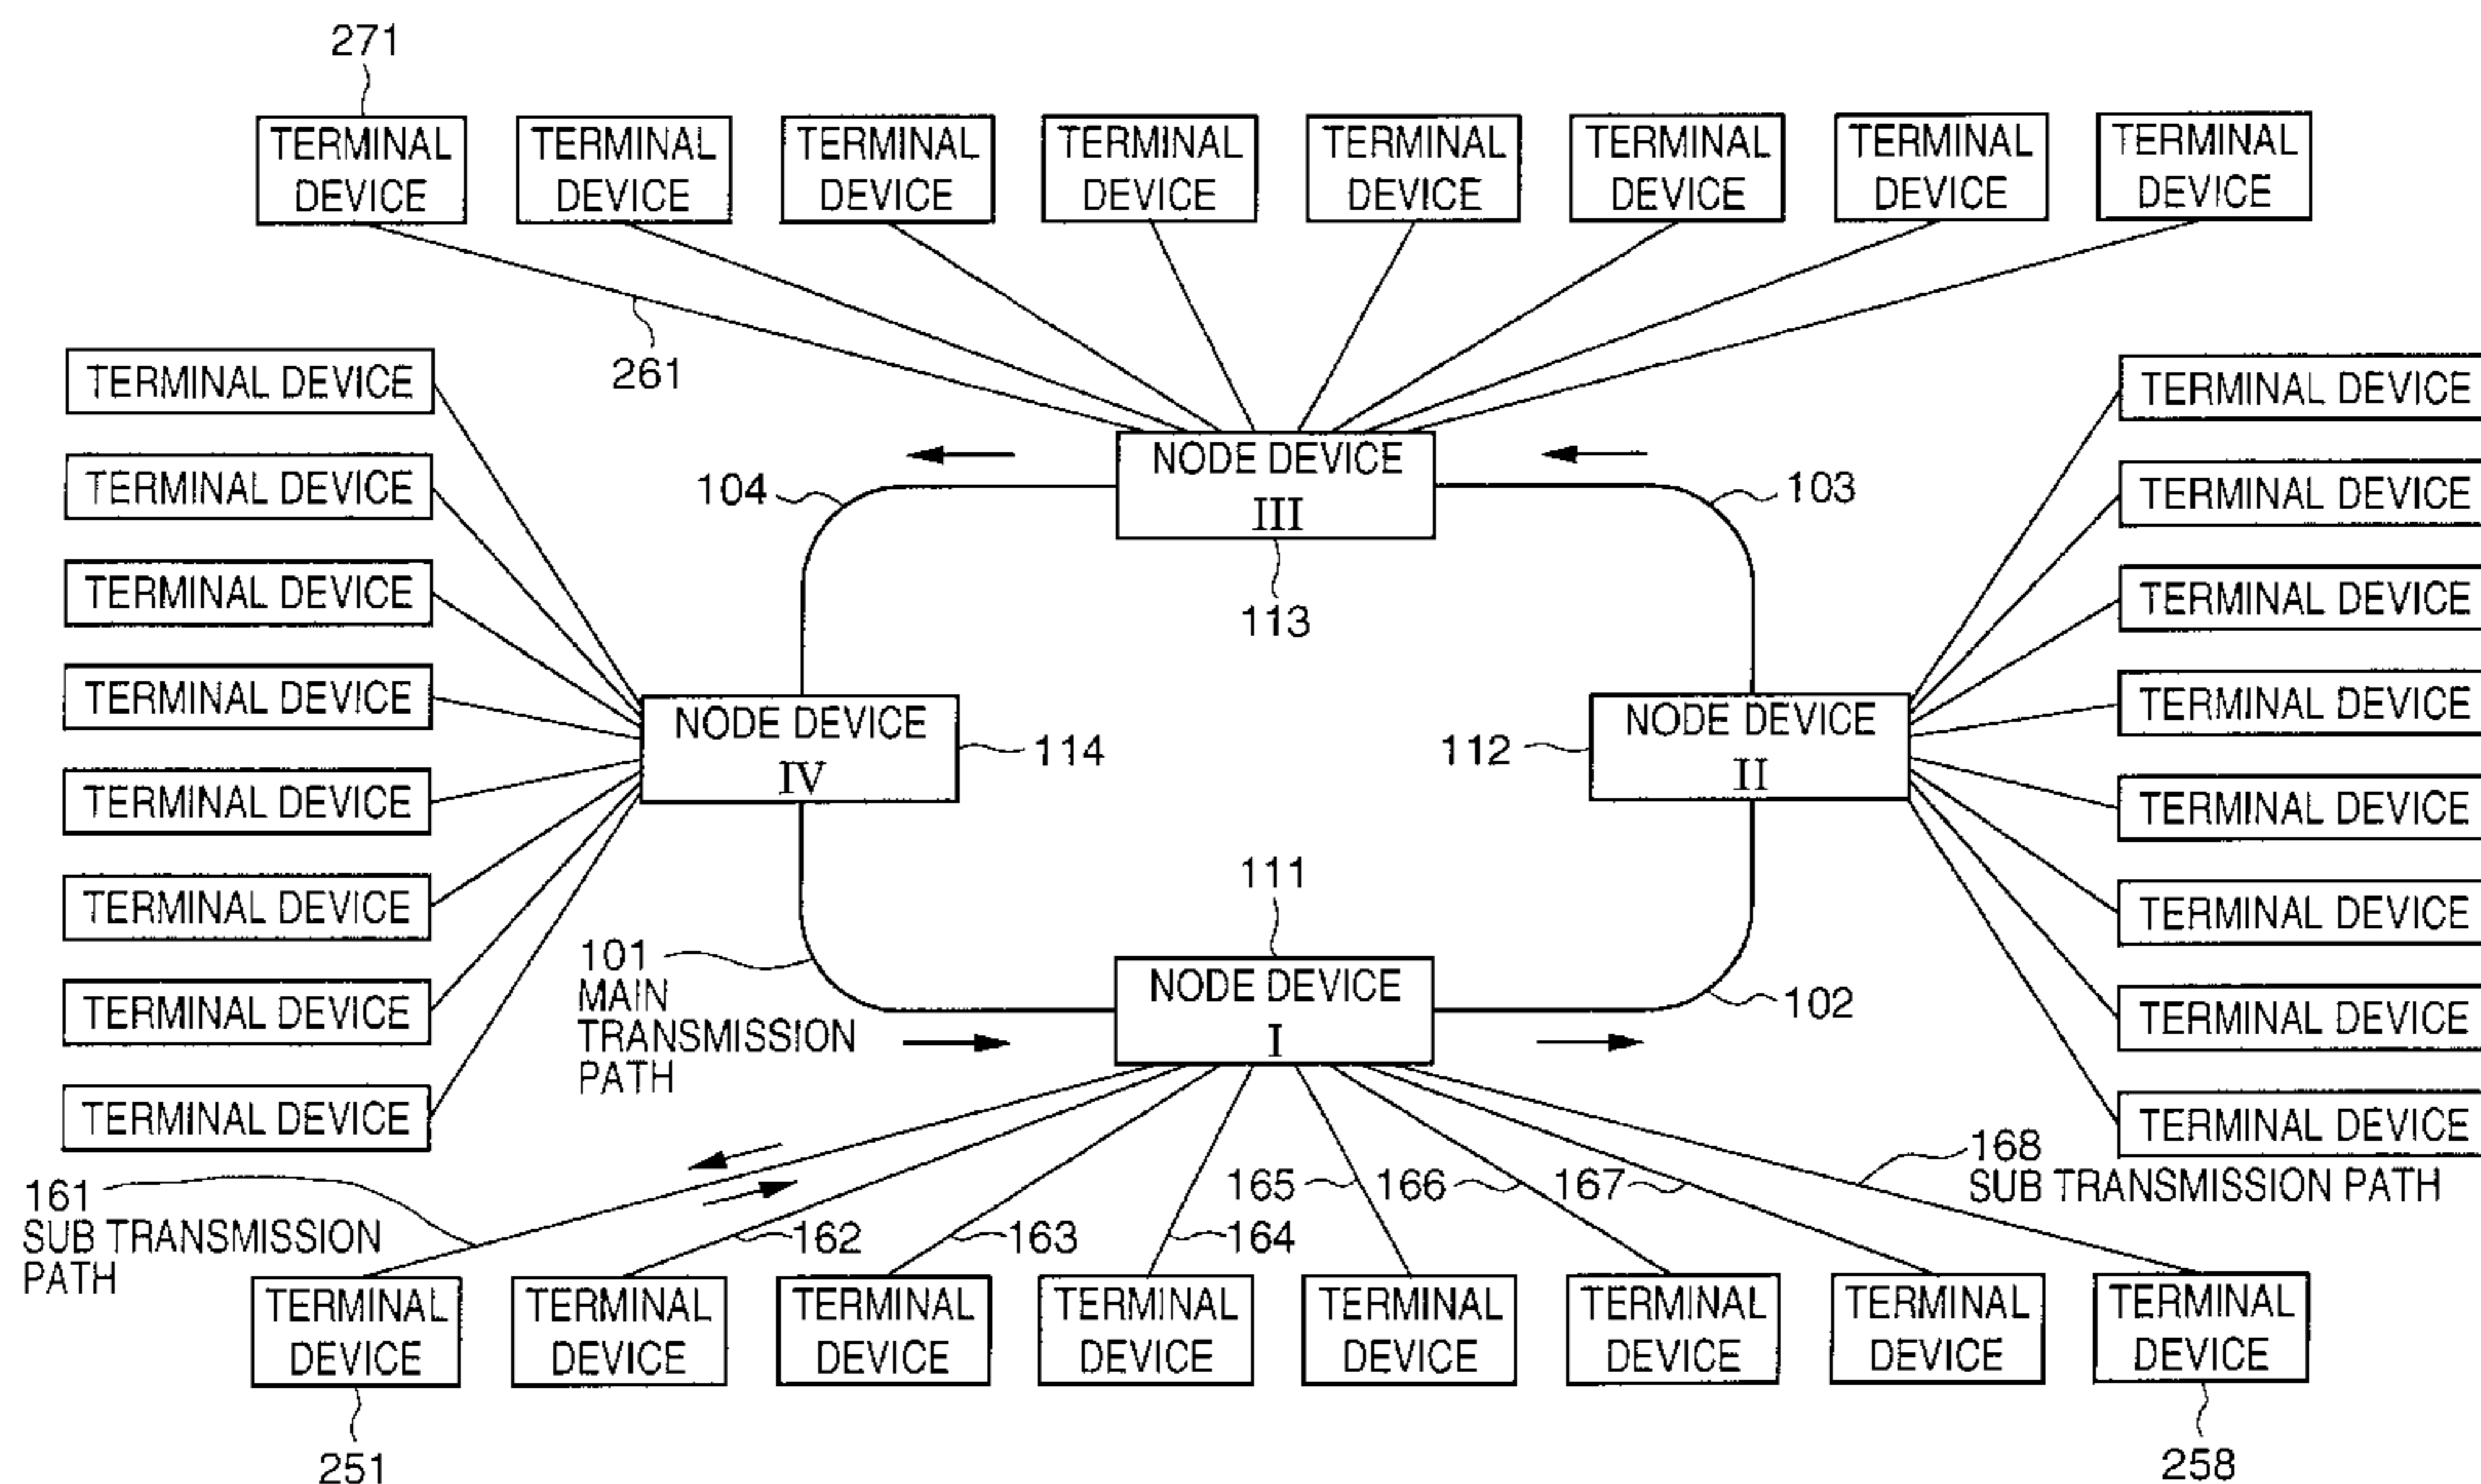 271
TERMINAL DEVICE
TERMINAL DEVICE
TERMINAL DEVICE
TERMINAL DEVICE
TERMINAL DEVICE
TERMINAL DEVICE
TERMINAL DEVICE
TERMINAL DEVICE
261
TERMINAL DEVICE
TERMINAL DEVICE
TERMINAL DEVICE
TERMINAL DEVICE
TERMINAL DEVICE
TERMINAL DEVICE
TERMINAL DEVICE
TERMINAL DEVICE
104
NODE DEVICE
III
113
103
NODE DEVICE
IV
114
112
NODE DEVICE
II
TERMINAL DEVICE
TERMINAL DEVICE
TERMINAL DEVICE
TERMINAL DEVICE
TERMINAL DEVICE
TERMINAL DEVICE
TERMINAL DEVICE
TERMINAL DEVICE
101
MAIN
TRANSMISSION
PATH
111
NODE DEVICE
I
102
161
SUB TRANSMISSION
PATH
162
163
164
165
166
167
168
SUB TRANSMISSION PATH
TERMINAL DEVICE
TERMINAL DEVICE
TERMINAL DEVICE
TERMINAL DEVICE
TERMINAL DEVICE
TERMINAL DEVICE
TERMINAL DEVICE
TERMINAL DEVICE
251
258